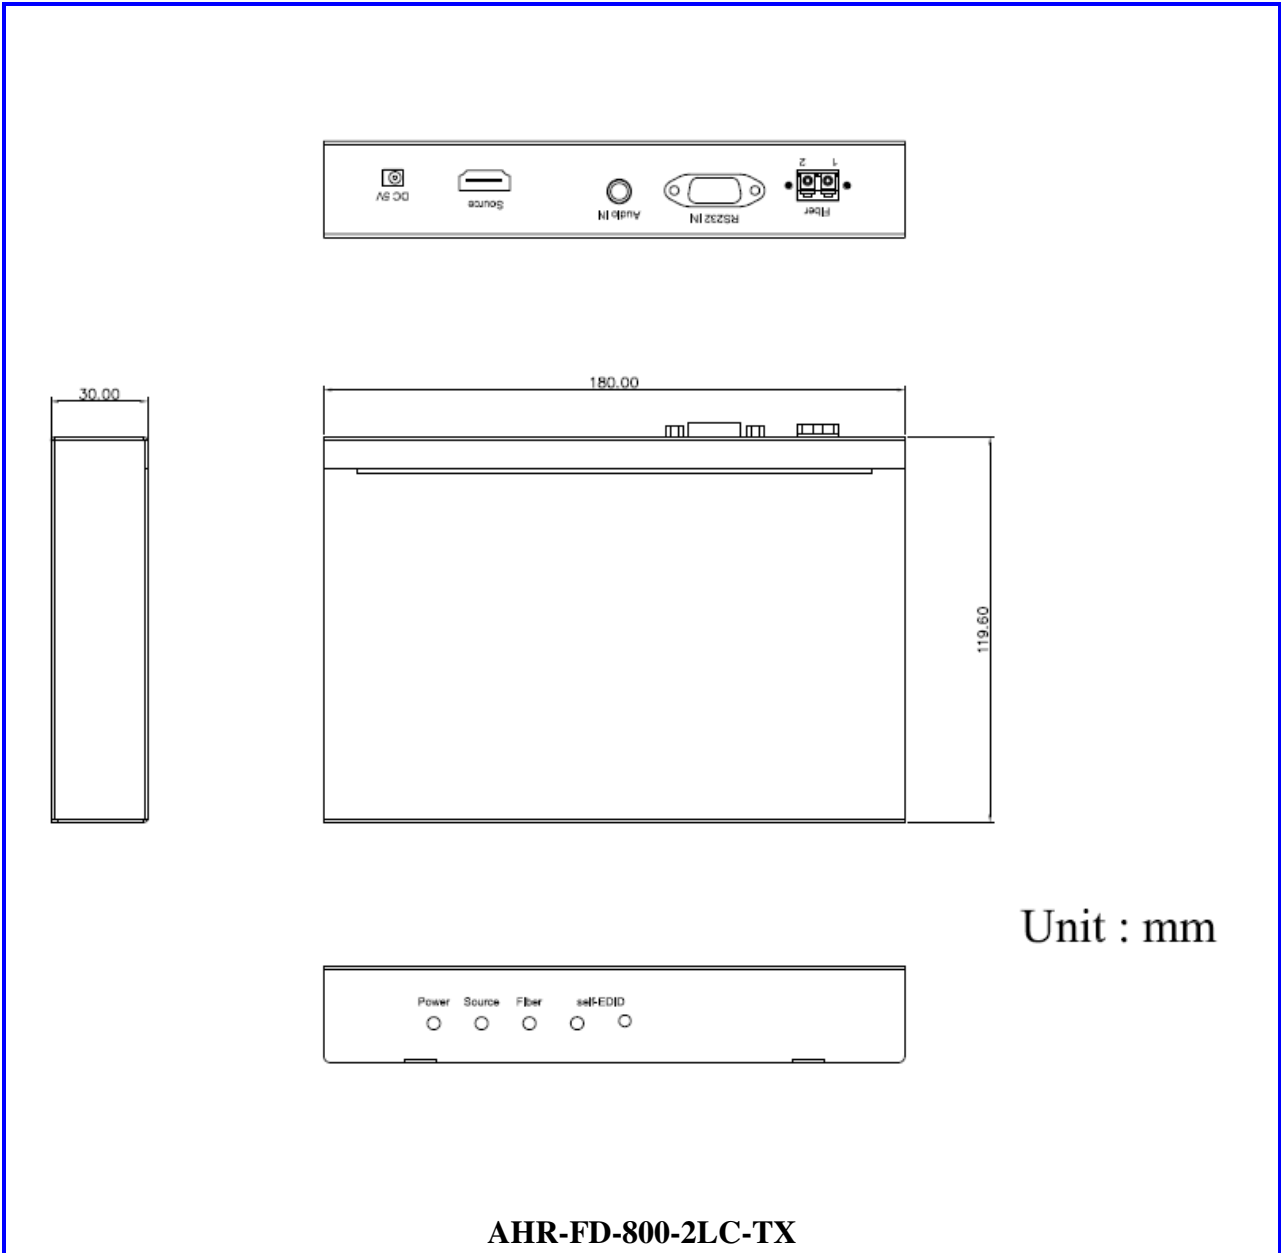 2 1
DC 5V
Source
Audio IN
RS232 IN
Fiber
180.00
30.00
119.60
Unit : mm
Power Source Fiber self-EDID
AHR-FD-800-2LC-TX